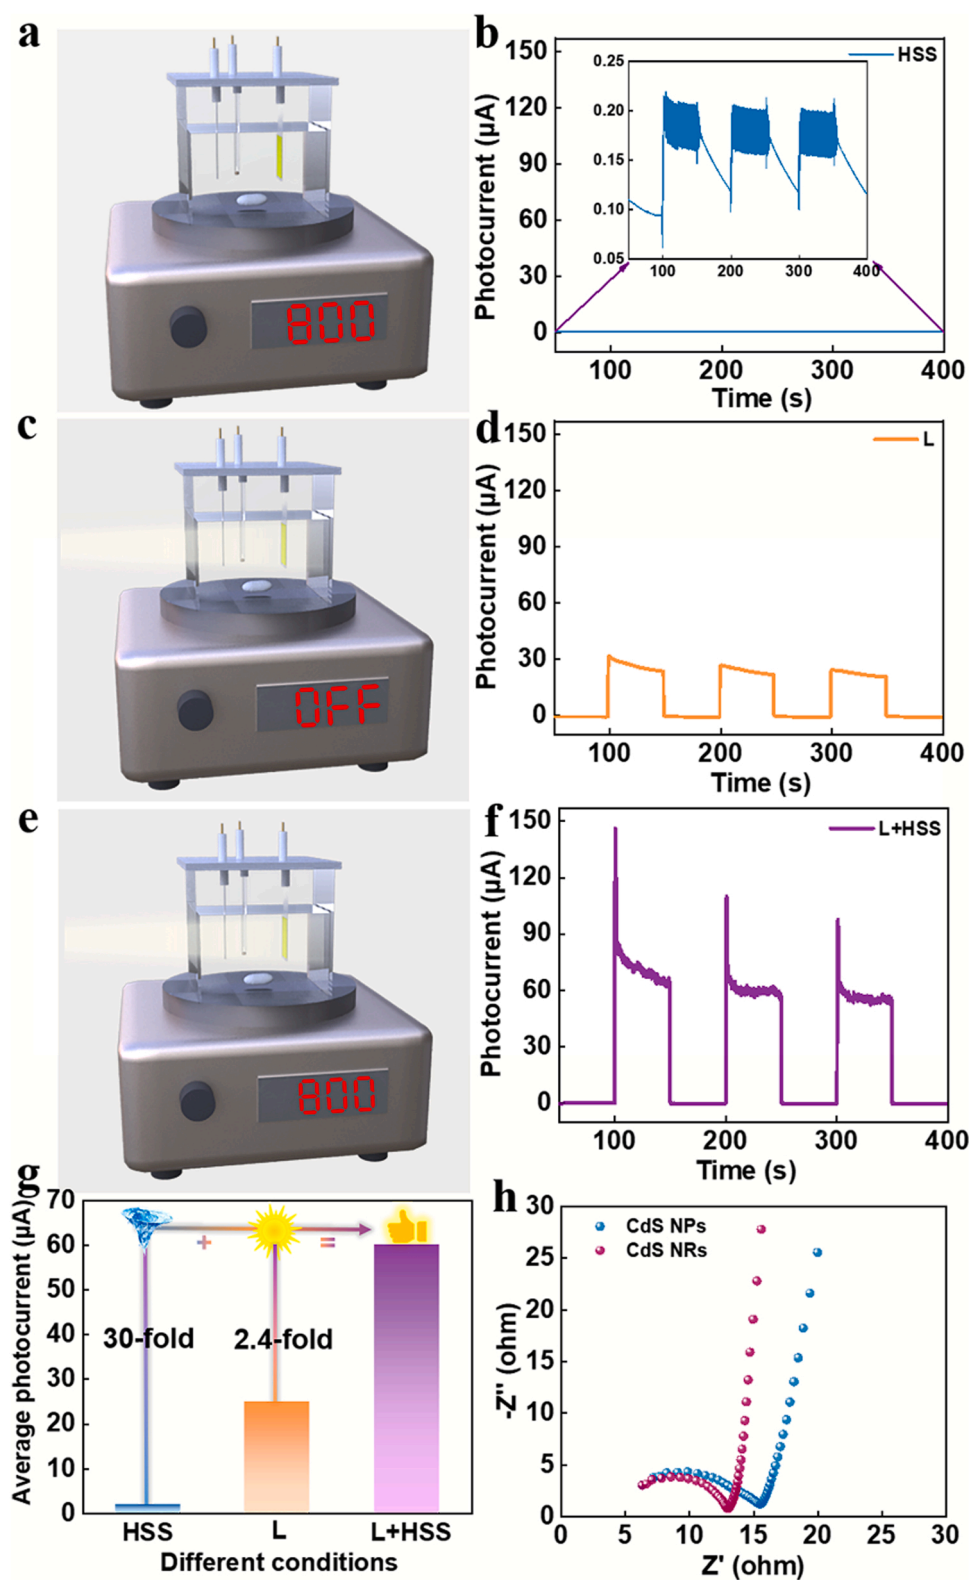 a
800
b
HSS
Photocurrent (μA)
150
120
90
60
30
0
0.25
0.20
0.15
0.10
0.05
100 200 300 400
100 200 300 400
Time (s)
c
OFF
d
L
Photocurrent (μA)
150
120
90
60
30
0
100 200 300 400
Time (s)
e
800
f
L+HSS
Photocurrent (μA)
150
120
90
60
30
0
100 200 300 400
Time (s)
g
Average photocurrent (μA)
70
60
50
40
30
20
10
0
+ =
30-fold 2.4-fold
HSS L L+HSS
Different conditions
h
CdS NPs
CdS NRs
-Z'' (ohm)
30
25
20
15
10
5
0
0 5 10 15 20 25 30
Z' (ohm)